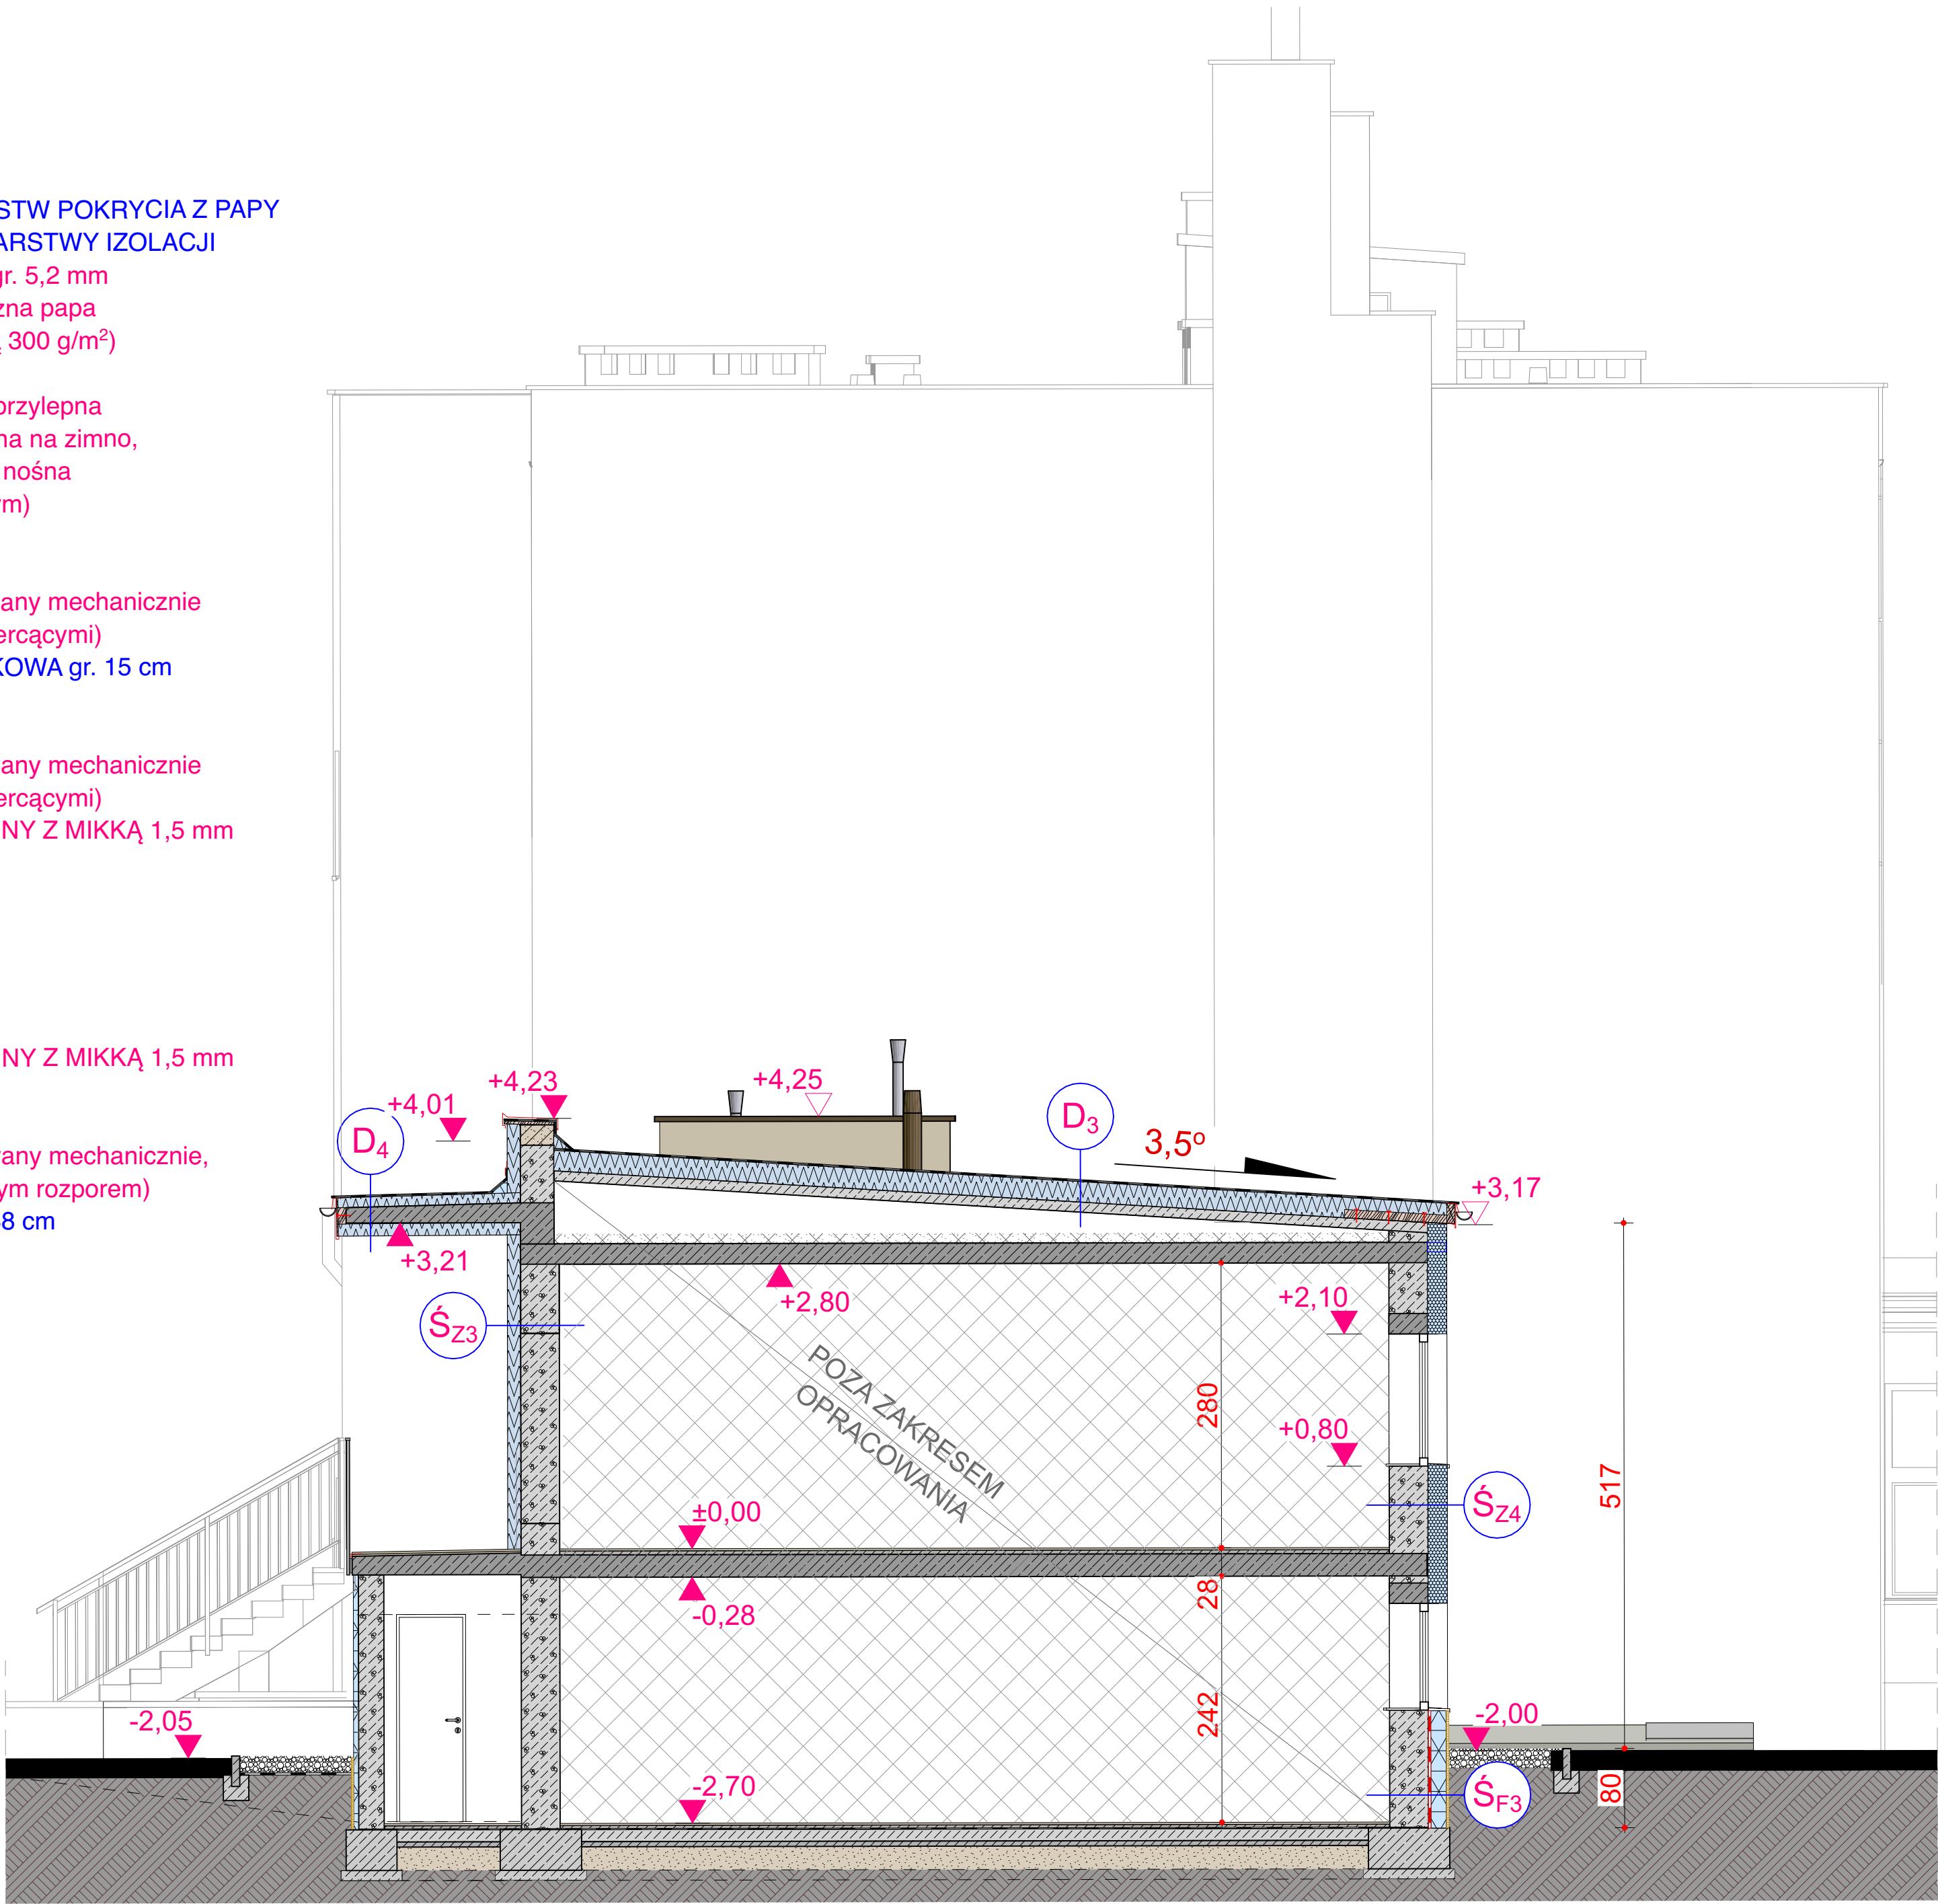 STW POKRYCIA Z PAPY
ARSTWY IZOLACJI
gr. 5,2 mm
zna papa
300 g/m²)
orzylepna
na na zimno,
nośna
ym)
any mechanicznie
ercącymi)
KOWA gr. 15 cm
any mechanicznie
ercącymi)
NY Z MIKKĄ 1,5 mm
NY Z MIKKĄ 1,5 mm
any mechanicznie,
ym rozporem)
8 cm
+4,23
+4,25
+4,01
D4
D3
3,5º
+3,17
+3,21
+2,80
+2,10
ŚZ3
POZA ZAKRESEM
OPRACOWANIA
280
+0,80
517
ŚZ4
±0,00
-0,28
28
242
-2,05
-2,00
-2,70
80
ŚF3